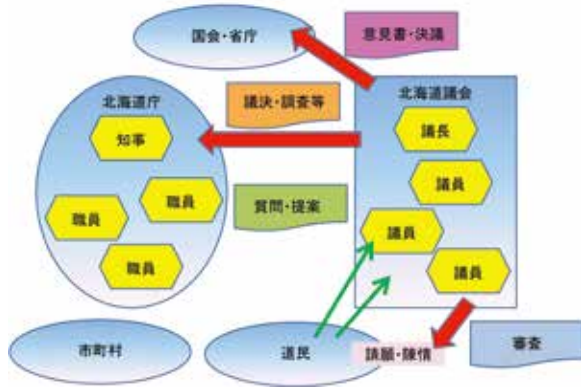 国会・省庁
意見書・決議
北海道庁
議決・調査等
北海道議会
知事
議長
議員
職員
職員
質問・提案
議員
職員
議員
市町村
道民
請願・陳情
審査